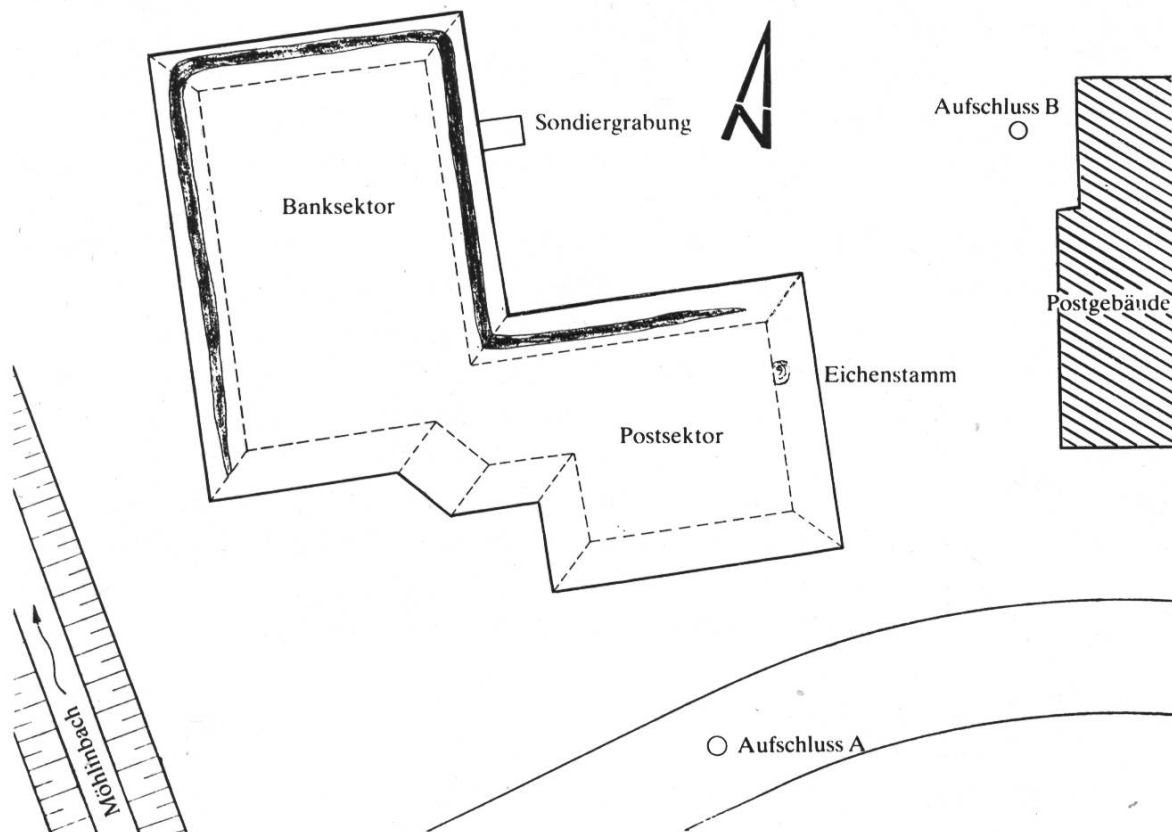 Aufschluss B
Sondiergrabung
Banksektor
Postgebäude
Eichenstamm
Postsektor
Möhlinbach
Aufschluss A